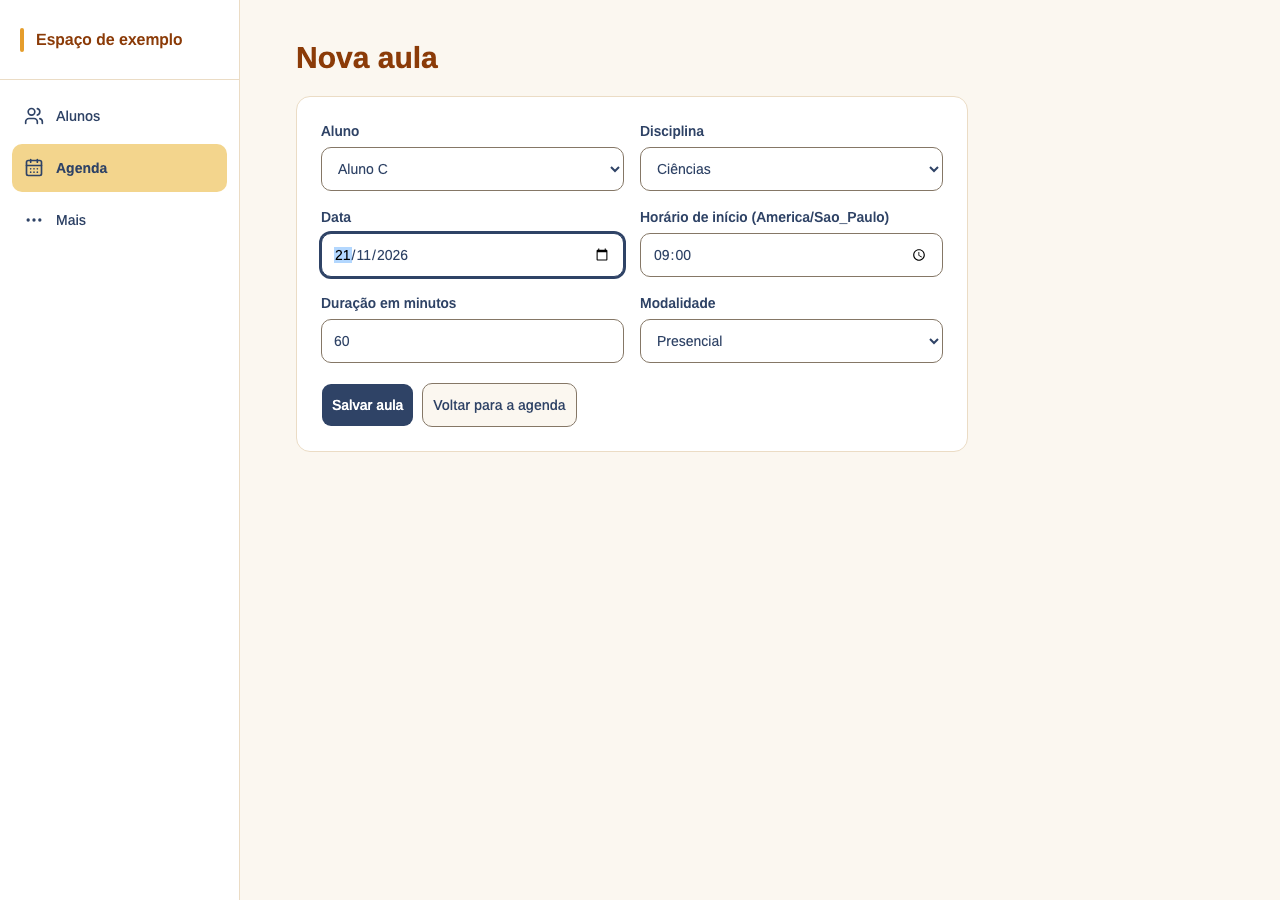 Espaço de exemplo
Alunos
Agenda
Mais
Nova aula
Aluno
Disciplina
Aluno C
Ciências
Data
Horário de início (America/Sao_Paulo)
21/11/2026
09:00
Duração em minutos
Modalidade
60
Presencial
Salvar aula
Voltar para a agenda